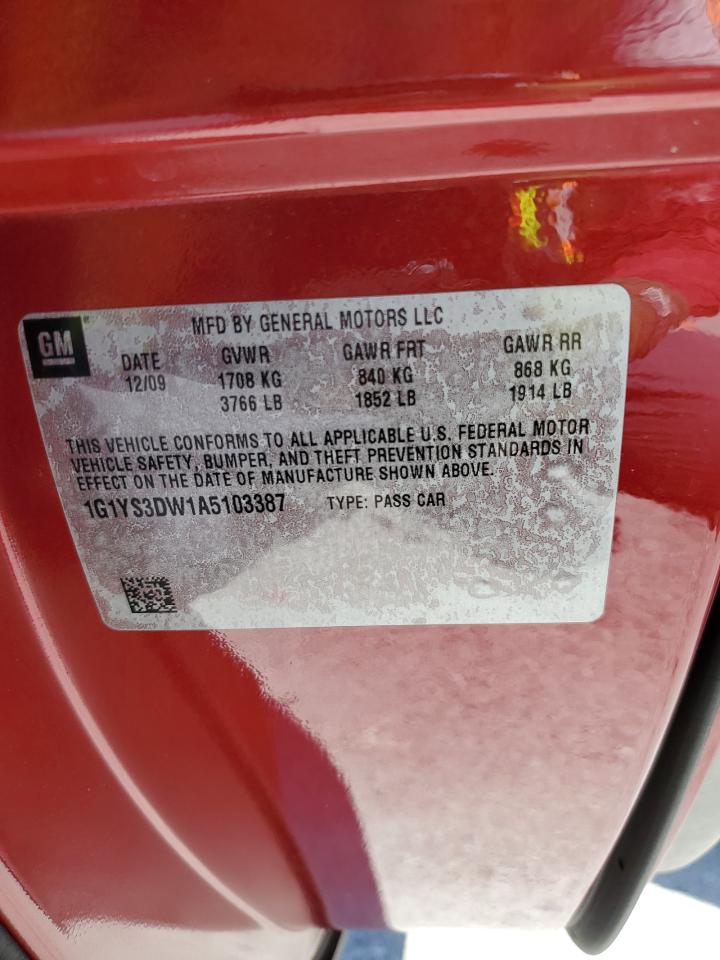 GM
MFD BY GENERAL MOTORS LLC
DATE GVWR GAWR FRT GAWR RR
12/09 1708 KG 840 KG 868 KG
3766 LB 1852 LB 1914 LB
THIS VEHICLE CONFORMS TO ALL APPLICABLE U.S. FEDERAL MOTOR
VEHICLE SAFETY, BUMPER, AND THEFT PREVENTION STANDARDS IN
EFFECT ON THE DATE OF MANUFACTURE SHOWN ABOVE.
1G1YS3DW1A5103387 TYPE: PASS CAR